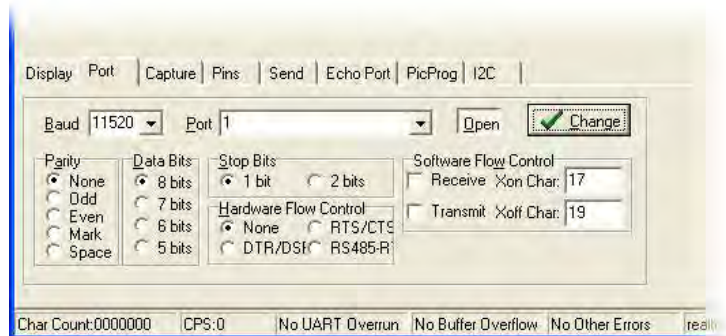 Display Port Capture Pins Send Echo Port PicProg I2C
Baud 11520 Port 1 Open Change
Parity Data Bits Stop Bits Software Flow Control
None 8 bits 1 bit 2 bits Receive Xon Char: 17
Odd 7 bits Hardware Flow Control
Even 6 bits None RTS/CTS Transmit Xoff Char: 19
Mark 5 bits DTR/DSR RS485-R
Space
Char Count:0000000 CPS:0 No UART Overrun No Buffer Overflow No Other Errors